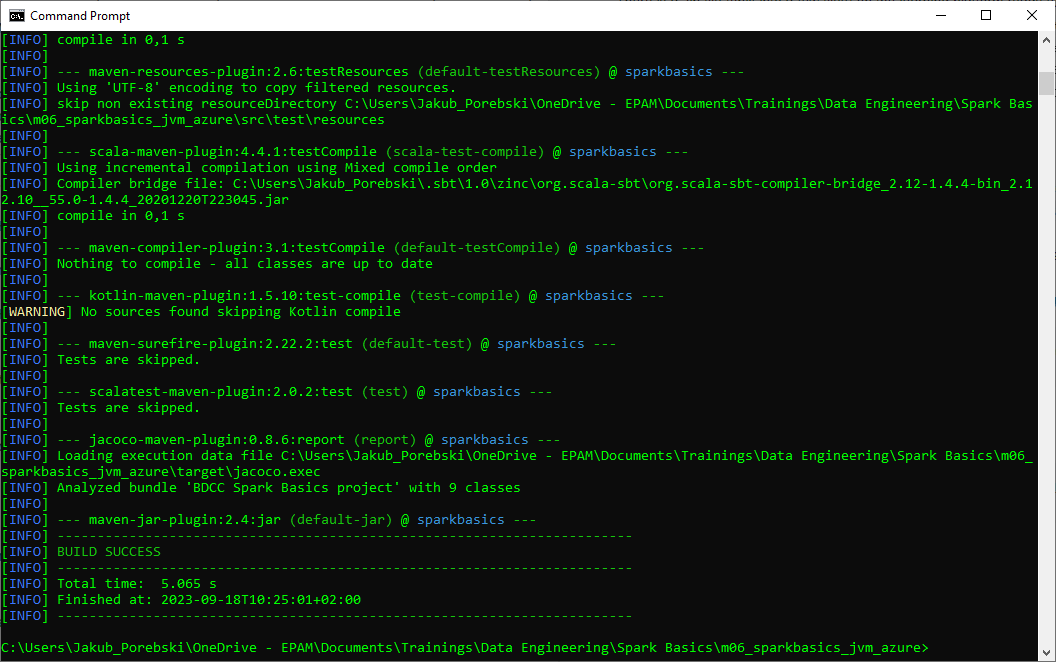 Command Prompt
[INFO] compile in 0,1 s
[INFO]
[INFO] --- maven-resources-plugin:2.6:testResources (default-testResources) @ sparkbasics ---
[INFO] Using 'UTF-8' encoding to copy filtered resources.
[INFO] skip non existing resourceDirectory C:\Users\Jakub_Porebski\OneDrive - EPAM\Documents\Trainings\Data Engineering\Spark Bas
ics\m06_sparkbasics_jvm_azure\src\test\resources
[INFO]
[INFO] --- scala-maven-plugin:4.4.1:testCompile (scala-test-compile) @ sparkbasics ---
[INFO] Using incremental compilation using Mixed compile order
[INFO] Compiler bridge file: C:\Users\Jakub_Porebski\.sbt\1.0\zinc\org.scala-sbt\org.scala-sbt-compiler-bridge_2.12-1.4.4-bin_2.1
2.10__55.0-1.4.4_20201220T223045.jar
[INFO] compile in 0,1 s
[INFO]
[INFO] --- maven-compiler-plugin:3.1:testCompile (default-testCompile) @ sparkbasics ---
[INFO] Nothing to compile - all classes are up to date
[INFO]
[INFO] --- kotlin-maven-plugin:1.5.10:test-compile (test-compile) @ sparkbasics ---
[WARNING] No sources found skipping Kotlin compile
[INFO]
[INFO] --- maven-surefire-plugin:2.22.2:test (default-test) @ sparkbasics ---
[INFO] Tests are skipped.
[INFO]
[INFO] --- scalatest-maven-plugin:2.0.2:test (test) @ sparkbasics ---
[INFO] Tests are skipped.
[INFO]
[INFO] --- jacoco-maven-plugin:0.8.6:report (report) @ sparkbasics ---
[INFO] Loading execution data file C:\Users\Jakub_Porebski\OneDrive - EPAM\Documents\Trainings\Data Engineering\Spark Basics\m06_
sparkbasics_jvm_azure\target\jacoco.exec
[INFO] Analyzed bundle 'BDCC Spark Basics project' with 9 classes
[INFO]
[INFO] --- maven-jar-plugin:2.4:jar (default-jar) @ sparkbasics ---
[INFO] ------------------------------------------------------------------------
[INFO] BUILD SUCCESS
[INFO] ------------------------------------------------------------------------
[INFO] Total time:  5.065 s
[INFO] Finished at: 2023-09-18T10:25:01+02:00
[INFO] ------------------------------------------------------------------------
C:\Users\Jakub_Porebski\OneDrive - EPAM\Documents\Trainings\Data Engineering\Spark Basics\m06_sparkbasics_jvm_azure>